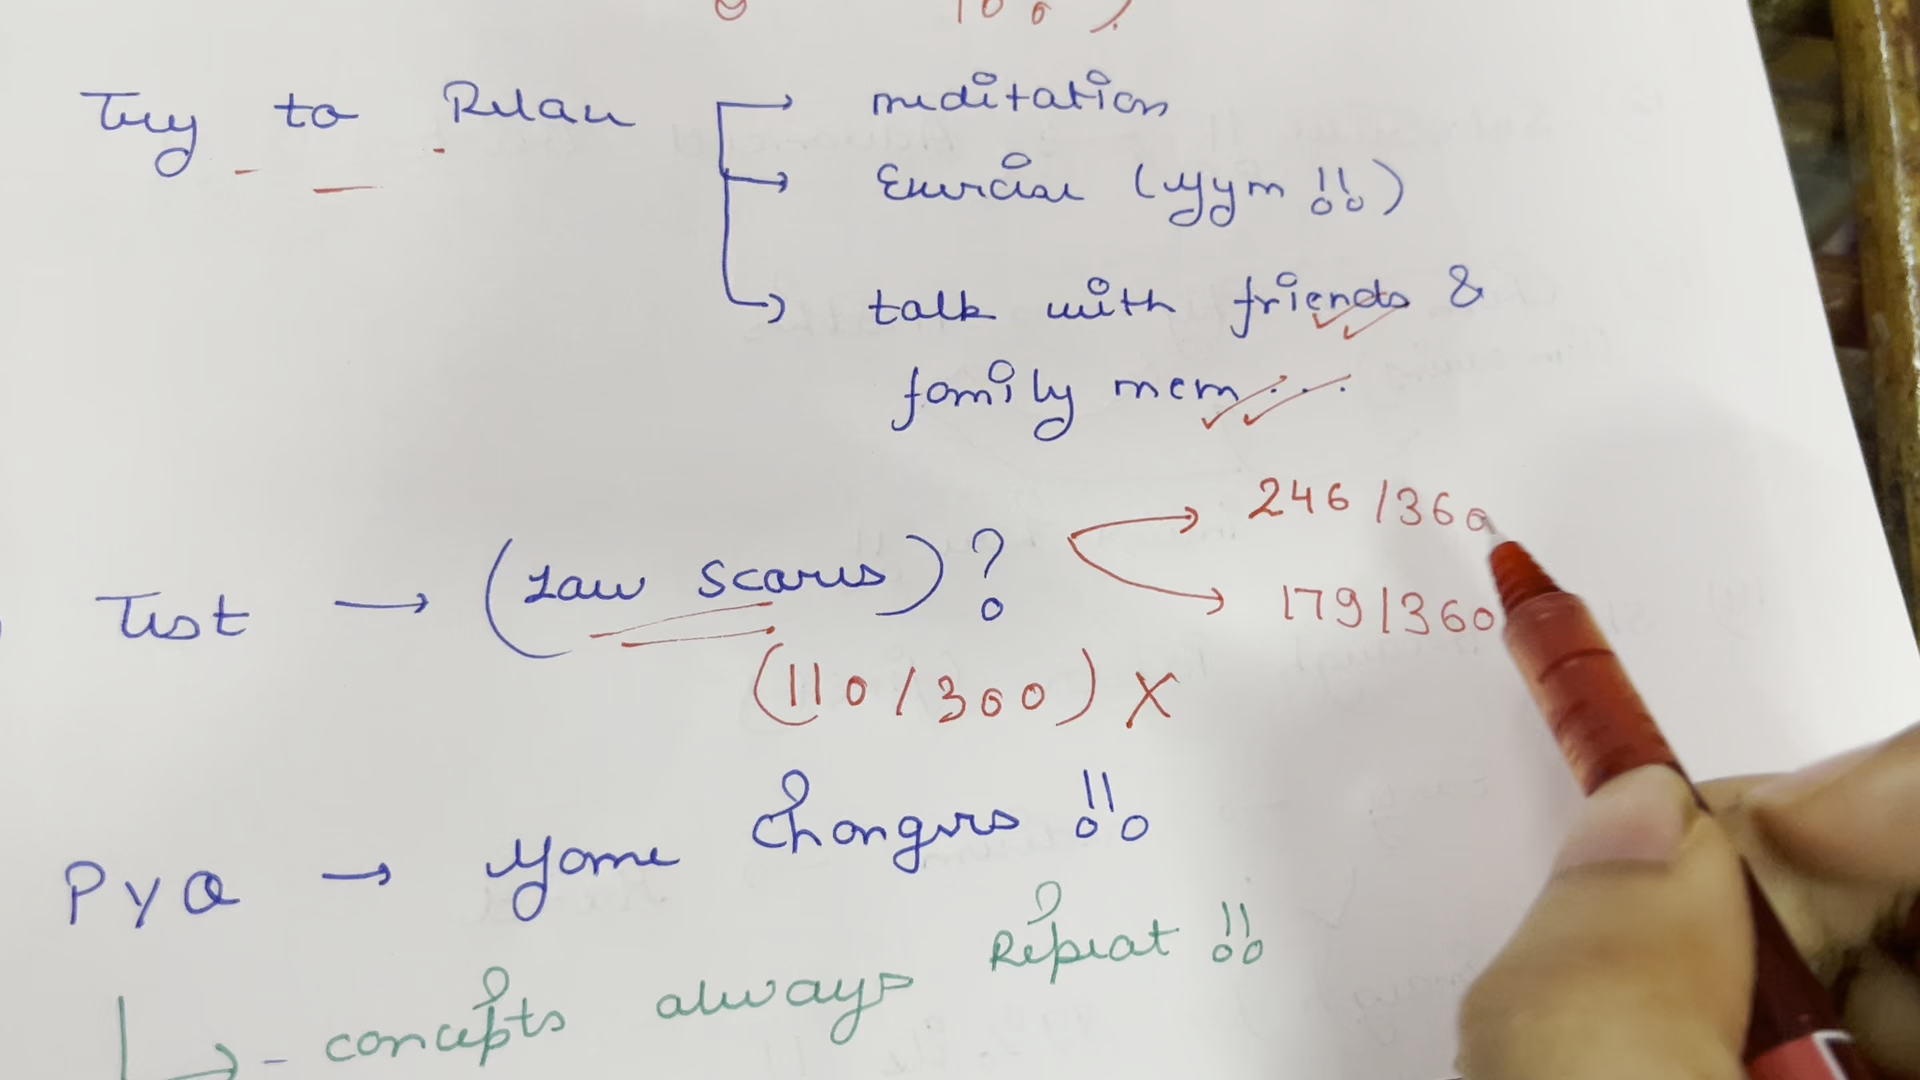 100 %
Try to Relax → meditation
→ Exercise (Gym !!)
→ talk with friends &
family mem...
→ 246/360
Test → (Low scores)? → 179/360
(110/300) X
PYQ → Game Changers !!
↳ - concepts always Repeat !!